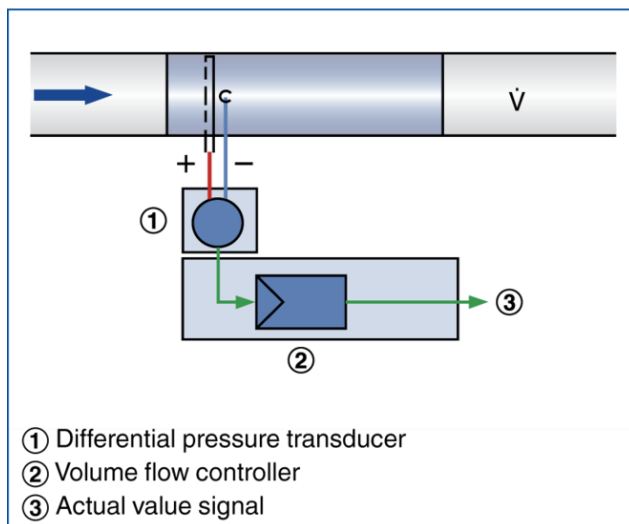 V̇
+ −
①
③
②
① Differential pressure transducer
② Volume flow controller
③ Actual value signal